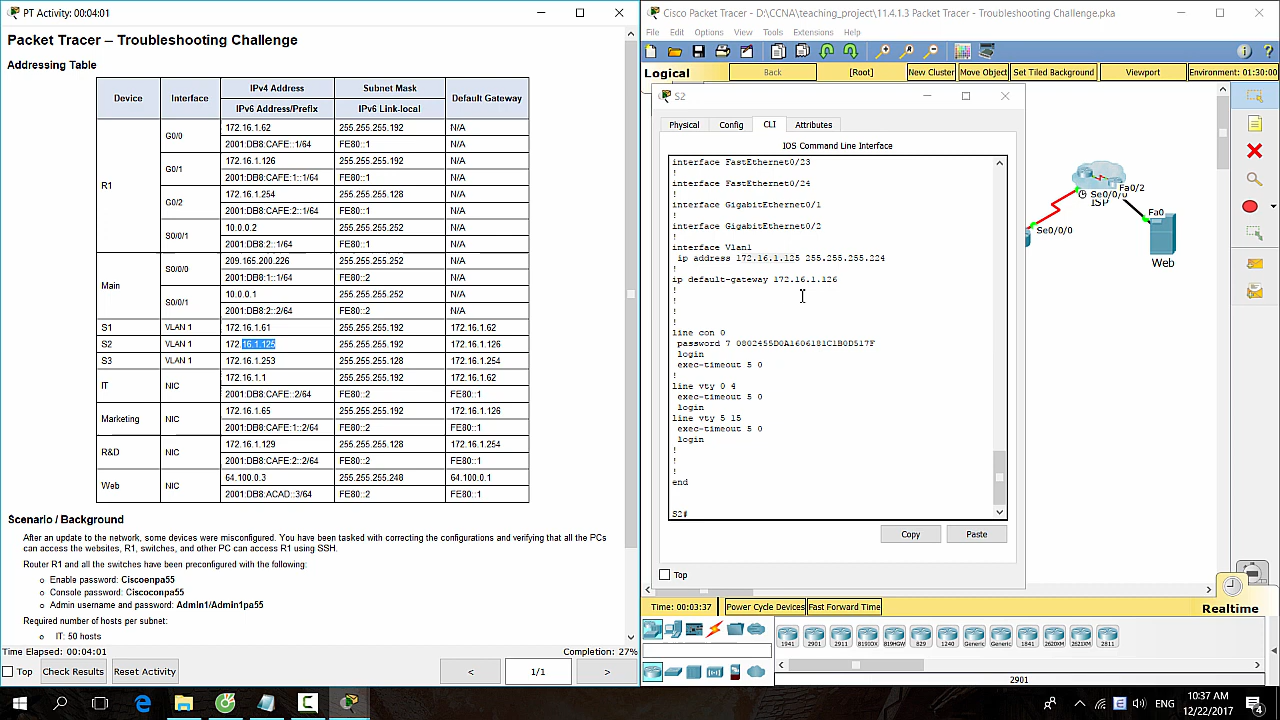 PT Activity: 00:04:01
Packet Tracer – Troubleshooting Challenge
Addressing Table
Device Interface IPv4 Address Subnet Mask Default Gateway
IPv6 Address/Prefix IPv6 Link-local
R1 G0/0 172.16.1.62 255.255.255.192 N/A
2001:DB8:CAFE::1/64 FE80::1 N/A
G0/1 172.16.1.126 255.255.255.192 N/A
2001:DB8:CAFE:1::1/64 FE80::1 N/A
G0/2 172.16.1.254 255.255.255.128 N/A
2001:DB8:CAFE:2::1/64 FE80::1 N/A
S0/0/1 10.0.0.2 255.255.255.252 N/A
2001:DB8:2::1/64 FE80::1 N/A
Main S0/0/0 209.165.200.226 255.255.255.252 N/A
2001:DB8:1::1/64 FE80::1 N/A
S0/0/1 10.0.0.1 255.255.255.252 N/A
2001:DB8:2::2/64 FE80::2 N/A
S1 VLAN 1 172.16.1.61 255.255.255.192 172.16.1.62
S2 VLAN 1 172.16.1.125 255.255.255.192 172.16.1.126
S3 VLAN 1 172.16.1.253 255.255.255.128 172.16.1.254
IT NIC 172.16.1.1 255.255.255.192 172.16.1.62
2001:DB8:CAFE::2/64 FE80::2 FE80::1
Marketing NIC 172.16.1.65 255.255.255.192 172.16.1.126
2001:DB8:CAFE:1::2/64 FE80::2 FE80::1
R&D NIC 172.16.1.129 255.255.255.128 172.16.1.254
2001:DB8:CAFE:2::2/64 FE80::2 FE80::1
Web NIC 64.100.0.3 255.255.255.248 64.100.0.1
2001:DB8:ACAD::3/64 FE80::2 FE80::1
Scenario / Background
After an update to the network, some devices were misconfigured. You have been tasked with correcting the configurations and verifying that all the PCs
can access the websites, R1, switches, and other PC can access R1 using SSH.
Router R1 and all the switches have been preconfigured with the following:
o Enable password: Ciscoenpa55
o Console password: Ciscoconpa55
o Admin username and password: Admin1/Admin1pa55
Required number of hosts per subnet:
o IT: 50 hosts
Time Elapsed: 00:04:01 Completion: 27%
Top Check Results Reset Activity < 1/1 >
Cisco Packet Tracer - D:\CCNA\teaching_project\11.4.1.3 Packet Tracer - Troubleshooting Challenge.pka
File Edit Options View Tools Extensions Help
Logical Back [Root] New Cluster Move Object Set Tiled Background Viewport Environment: 01:30:00
S2
Physical Config CLI Attributes
IOS Command Line Interface
interface FastEthernet0/23
!
interface FastEthernet0/24
!
interface GigabitEthernet0/1
!
interface GigabitEthernet0/2
!
interface Vlan1
ip address 172.16.1.125 255.255.255.224
!
ip default-gateway 172.16.1.126
!
!
!
!
line con 0
password 7 0802455D0A1606181C1B0D517F
login
exec-timeout 5 0
!
line vty 0 4
exec-timeout 5 0
login
line vty 5 15
exec-timeout 5 0
login
!
!
!
end
S2#
Copy Paste
Top
Fa0/2
Se0/0/0
ISP
Fa0
Se0/0/0
Web
Time: 00:03:37 Power Cycle Devices Fast Forward Time Realtime
1941 2901 2911 819IOX 819HGW 829 1240 Generic Generic 1841 2620XM 2621XM 2811
2901
ENG 10:37 AM
12/22/2017
4